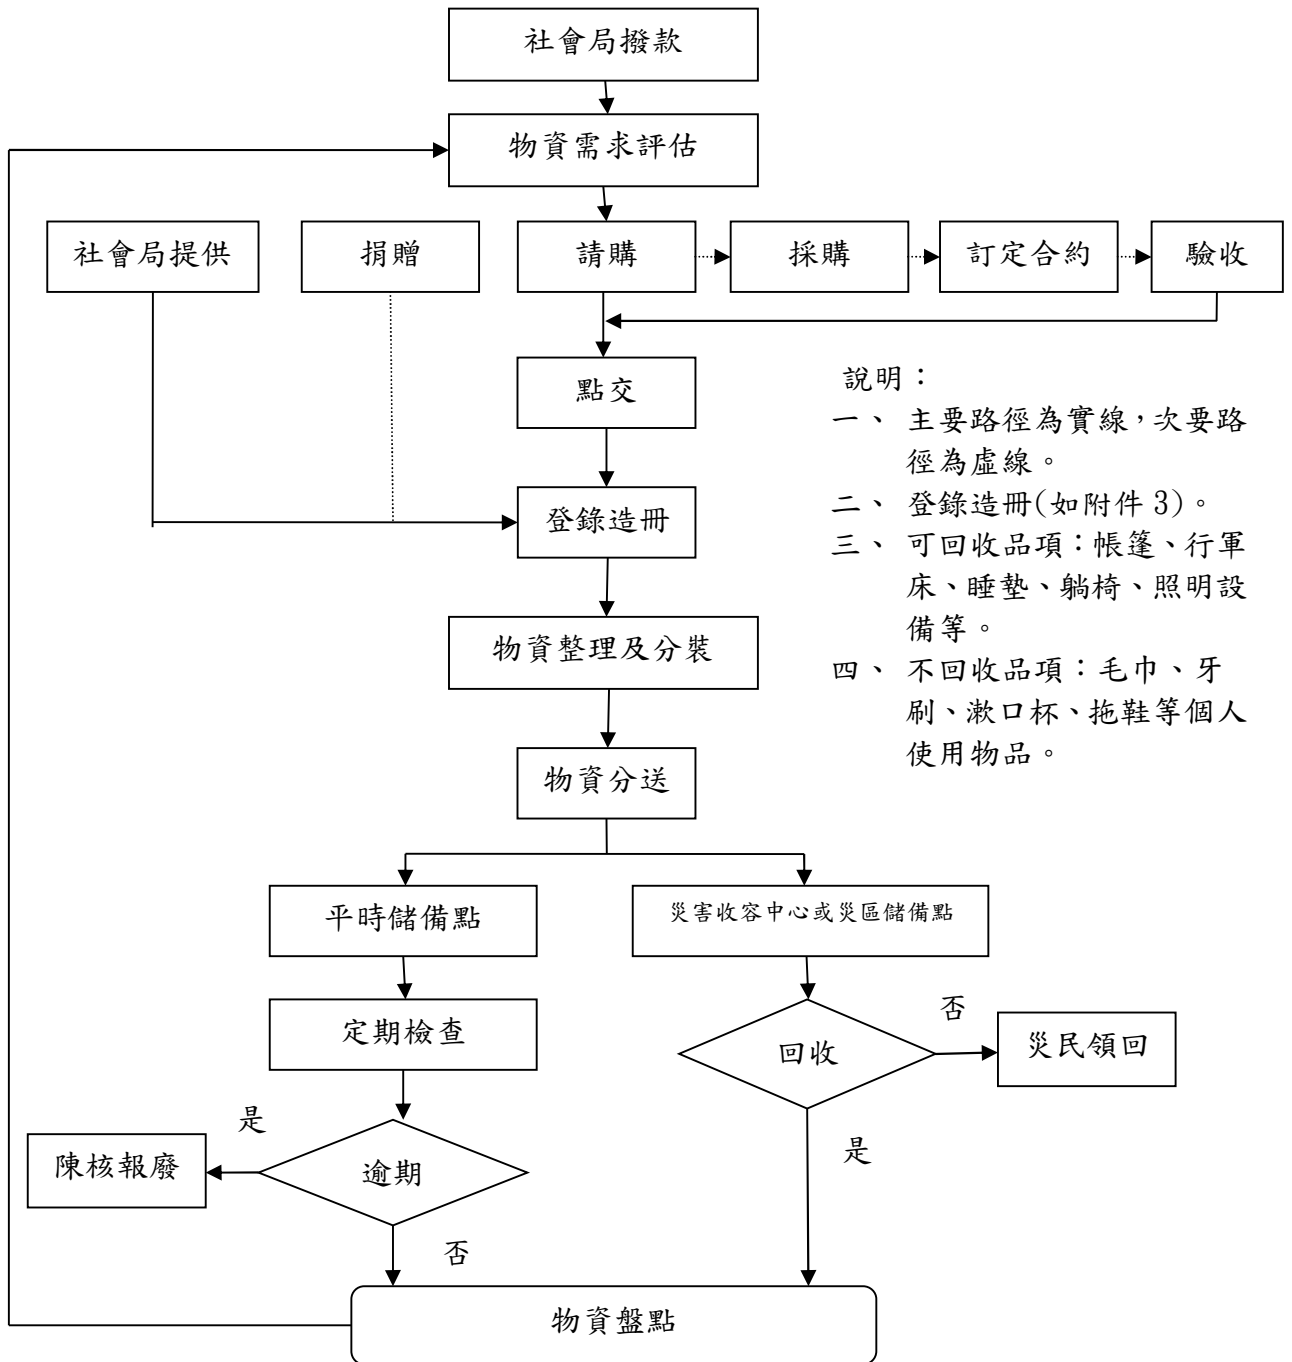 社會局撥款
物資需求評估
社會局提供
捐贈
請購
採購
訂定合約
驗收
點交
說明：
一、 主要路徑為實線，次要路
徑為虛線。
登錄造冊
二、 登錄造冊(如附件 3)。
三、 可回收品項：帳篷、行軍
床、睡墊、躺椅、照明設
備等。
物資整理及分裝
四、 不回收品項：毛巾、牙
刷、漱口杯、拖鞋等個人
使用物品。
物資分送
平時儲備點
災害收容中心或災區儲備點
定期檢查
回收
否
災民領回
是
陳核報廢
逾期
是
否
物資盤點